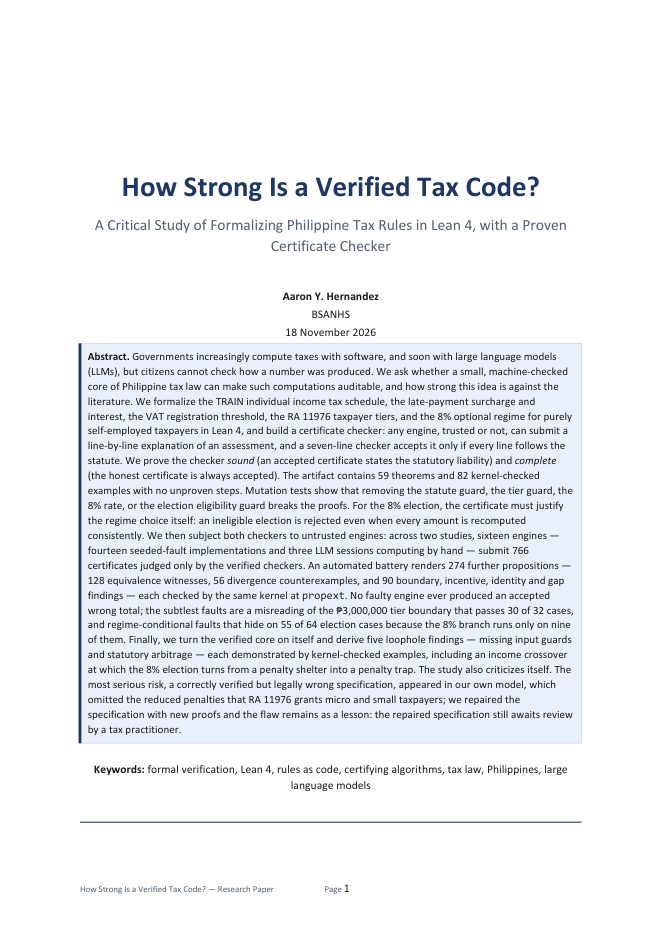 How Strong Is a Verified Tax Code?
A Critical Study of Formalizing Philippine Tax Rules in Lean 4, with a Proven
Certificate Checker
Aaron Y. Hernandez
BSANHS
18 November 2026
Abstract. Governments increasingly compute taxes with software, and soon with large language models
(LLMs), but citizens cannot check how a number was produced. We ask whether a small, machine-checked
core of Philippine tax law can make such computations auditable, and how strong this idea is against the
literature. We formalize the TRAIN individual income tax schedule, the late-payment surcharge and
interest, the VAT registration threshold, the RA 11976 taxpayer tiers, and the 8% optional regime for purely
self-employed taxpayers in Lean 4, and build a certificate checker: any engine, trusted or not, can submit a
line-by-line explanation of an assessment, and a seven-line checker accepts it only if every line follows the
statute. We prove the checker sound (an accepted certificate states the statutory liability) and complete
(the honest certificate is always accepted). The artifact contains 59 theorems and 82 kernel-checked
examples with no unproven steps. Mutation tests show that removing the statute guard, the tier guard, the
8% rate, or the election eligibility guard breaks the proofs. For the 8% election, the certificate must justify
the regime choice itself: an ineligible election is rejected even when every amount is recomputed
consistently. We then subject both checkers to untrusted engines: across two studies, sixteen engines —
fourteen seeded-fault implementations and three LLM sessions computing by hand — submit 766
certificates judged only by the verified checkers. An automated battery renders 274 further propositions —
128 equivalence witnesses, 56 divergence counterexamples, and 90 boundary, incentive, identity and gap
findings — each checked by the same kernel at propext. No faulty engine ever produced an accepted
wrong total; the subtlest faults are a misreading of the ₱3,000,000 tier boundary that passes 30 of 32 cases,
and regime-conditional faults that hide on 55 of 64 election cases because the 8% branch runs only on nine
of them. Finally, we turn the verified core on itself and derive five loophole findings — missing input guards
and statutory arbitrage — each demonstrated by kernel-checked examples, including an income crossover
at which the 8% election turns from a penalty shelter into a penalty trap. The study also criticizes itself. The
most serious risk, a correctly verified but legally wrong specification, appeared in our own model, which
omitted the reduced penalties that RA 11976 grants micro and small taxpayers; we repaired the
specification with new proofs and the flaw remains as a lesson: the repaired specification still awaits review
by a tax practitioner.
Keywords: formal verification, Lean 4, rules as code, certifying algorithms, tax law, Philippines, large
language models
How Strong Is a Verified Tax Code? — Research Paper Page 1